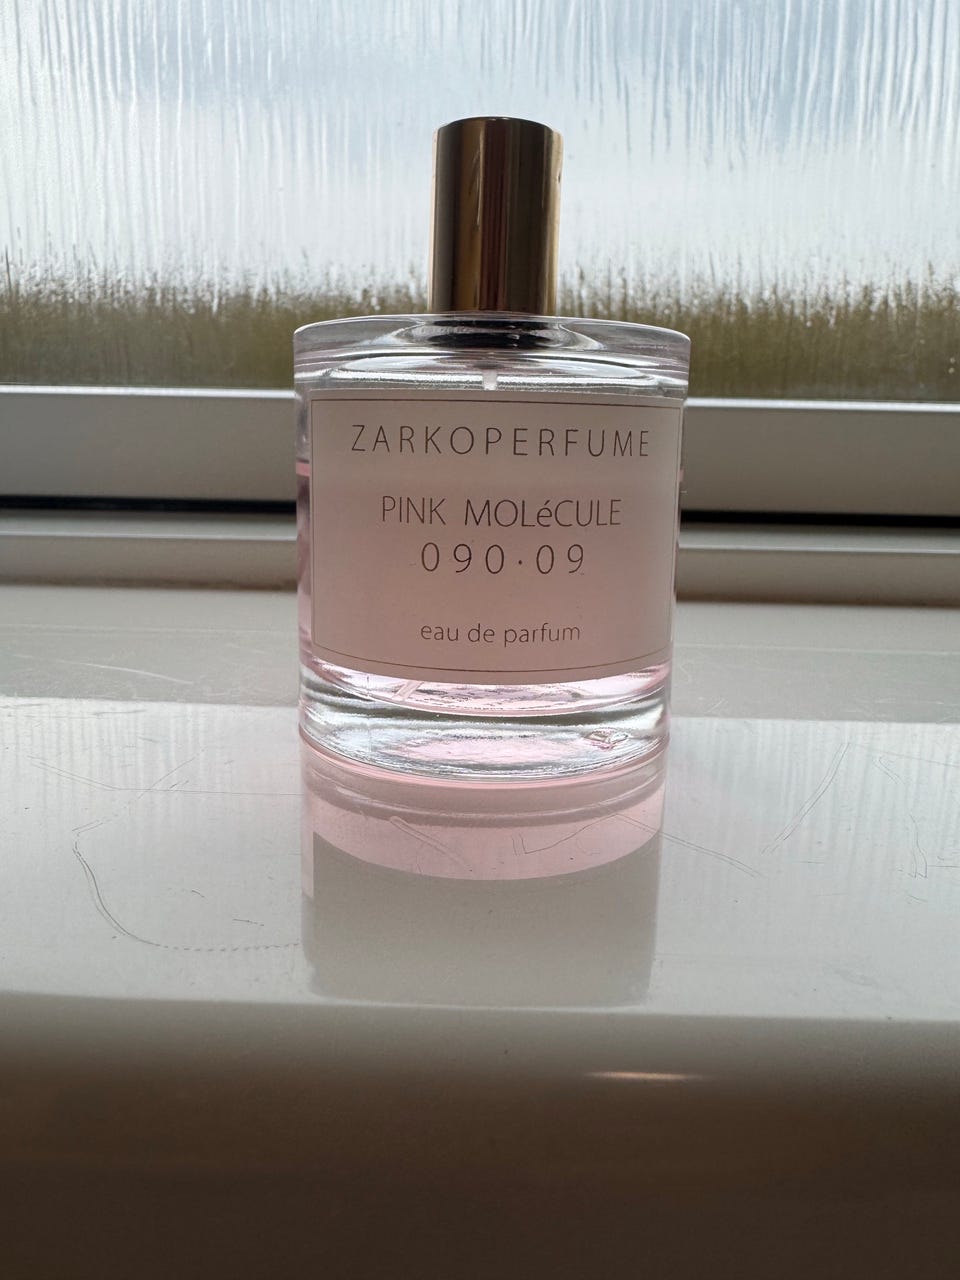 ZARKOPERFUME
PINK MOLéCULE
090·09
eau de parfum